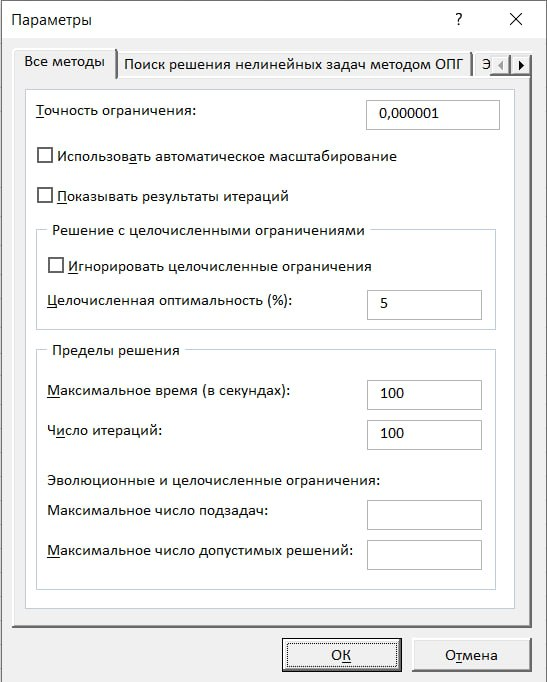 Параметры
?
Все методы
Поиск решения нелинейных задач методом ОПГ
Э
Точность ограничения:
0,000001
Использовать автоматическое масштабирование
Показывать результаты итераций
Решение с целочисленными ограничениями
Игнорировать целочисленные ограничения
Целочисленная оптимальность (%):
5
Пределы решения
Максимальное время (в секундах):
100
Число итераций:
100
Эволюционные и целочисленные ограничения:
Максимальное число подзадач:
Максимальное число допустимых решений:
ОК
Отмена